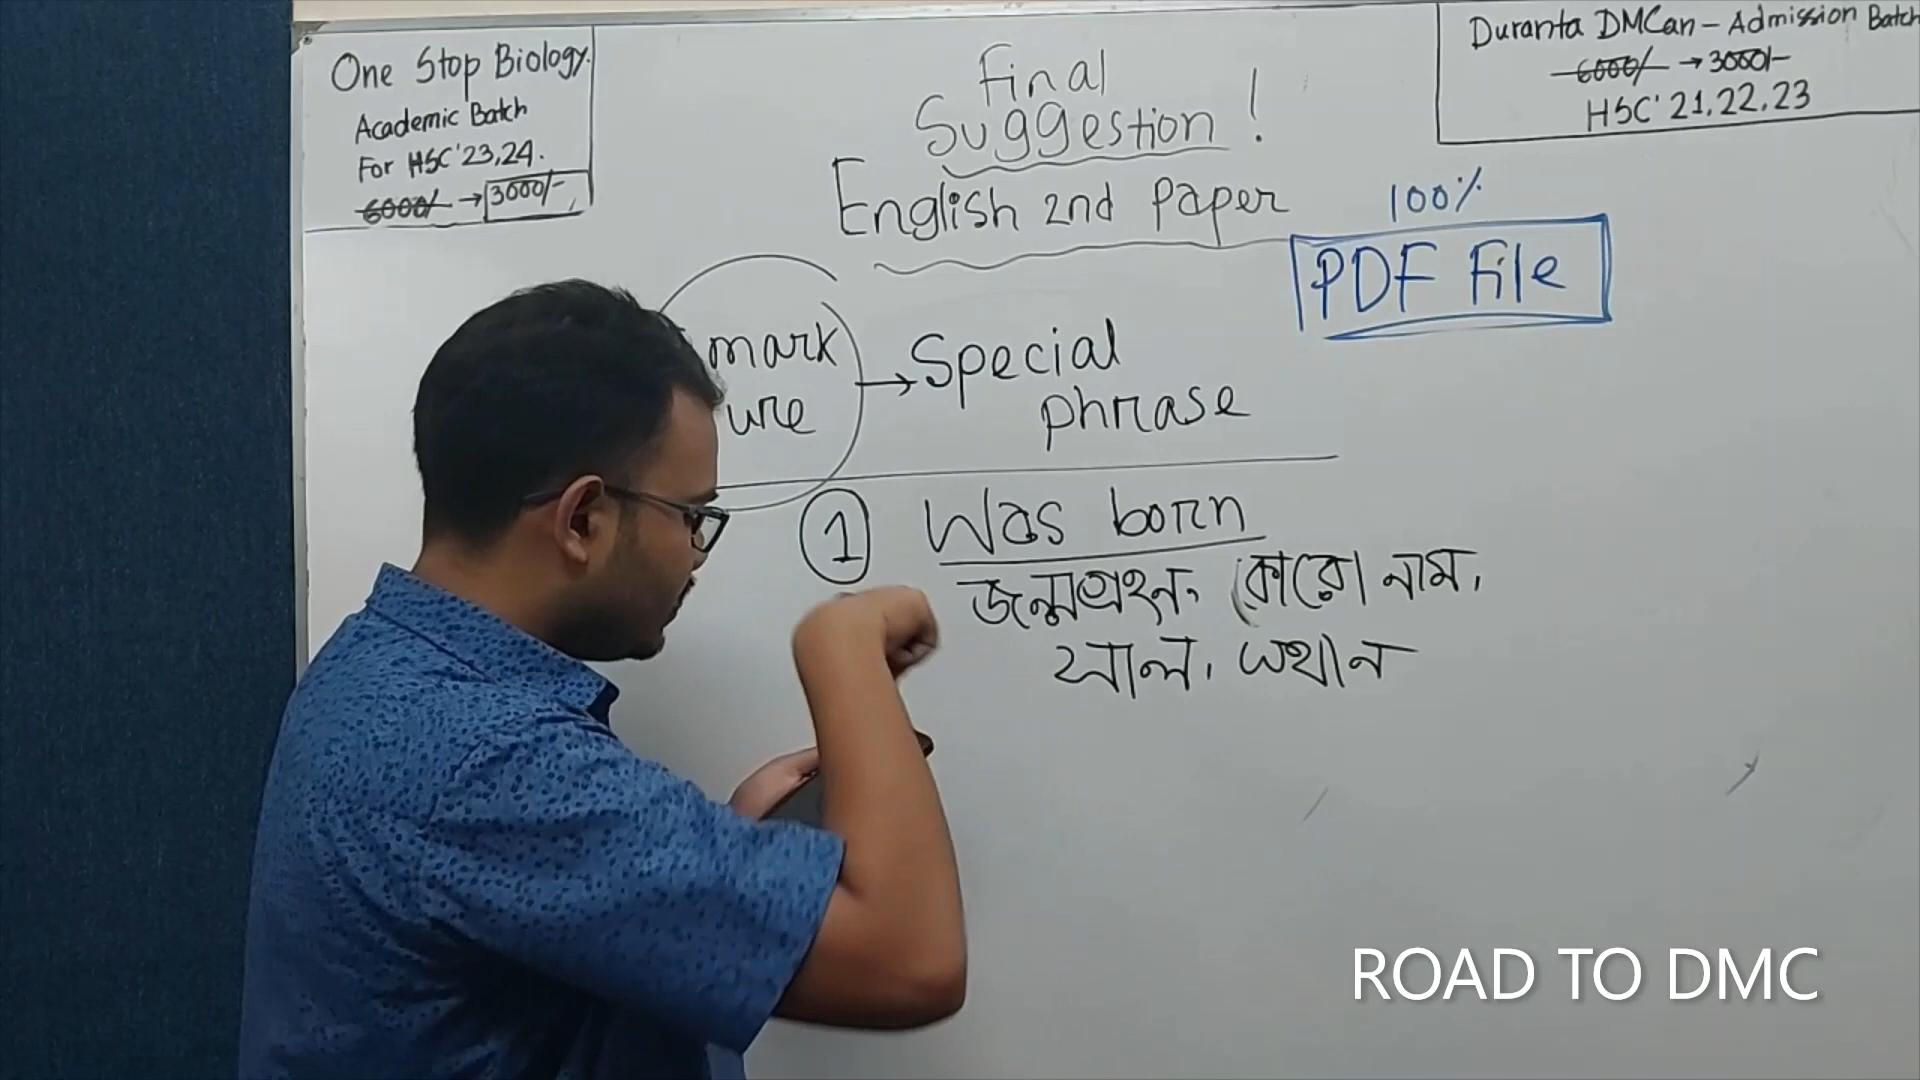 One Stop Biology.
Academic Batch
For HSC '23,24.
6000/- → 3000/-
Final
Suggestion!
English 2nd Paper
Duranta DMCan - Admission Batch
6000/- → 3000/-
HSC' 21,22,23
100%
PDF File
mark
ure
→ Special
phrase
1 Was born
জন্মগ্রহন, কারো নাম,
সাল, স্থান
ROAD TO DMC